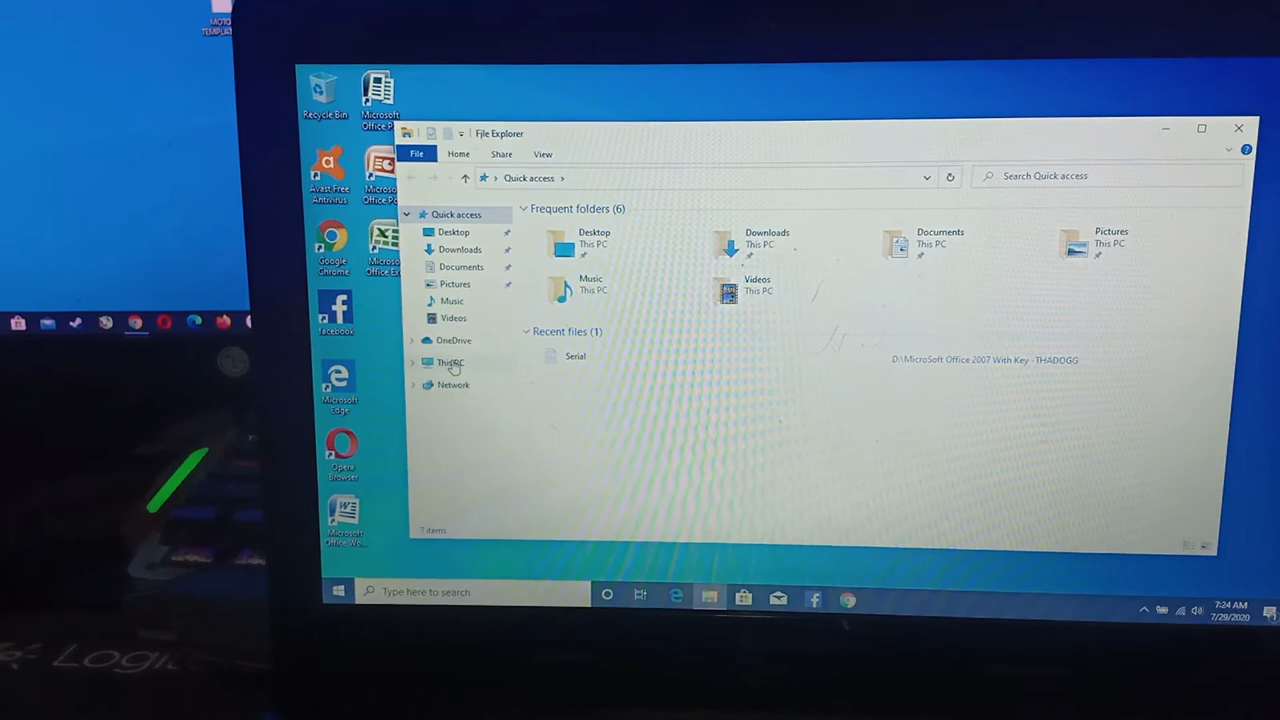 Recycle Bin
Microsoft
Office P
Avast Free
Antivirus
Micros
Office Po
Google
Chrome
Micros
Office Ex
facebook
Microsoft
Edge
Opera
Browser
Microsoft
Office Wo...
File Explorer
File
Home
Share
View
Quick access
Search Quick access
Quick access
Desktop
Downloads
Documents
Pictures
Music
Videos
OneDrive
This PC
Network
Frequent folders (6)
Desktop
This PC
Downloads
This PC
Documents
This PC
Pictures
This PC
Music
This PC
Videos
This PC
Recent files (1)
Serial
D:\MicroSoft Office 2007 With Key - THADOGG
7 items
Type here to search
7:24 AM
7/29/2020
Logi